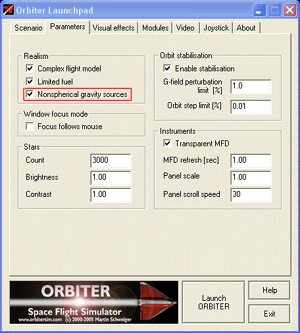 Orbiter Launchpad
Scenario Parameters Visual effects Modules Video Joystick About
Realism
Complex flight model
Limited fuel
Nonspherical gravity sources
Window focus mode
Focus follows mouse
Stars
Count 3000
Brightness 1.00
Contrast 1.00
Orbit stabilisation
Enable stabilisation
G-field perturbation
limit [%] 1.0
Orbit step limit [%] 0.01
Instruments
Transparent MFD
MFD refresh [sec] 1.00
Panel scale 1.00
Panel scroll speed 30
ORBITER
Space Flight Simulator
www.orbitersim.com (c) 2000-2005 Martin Schweiger
Launch
ORBITER
Help
Exit